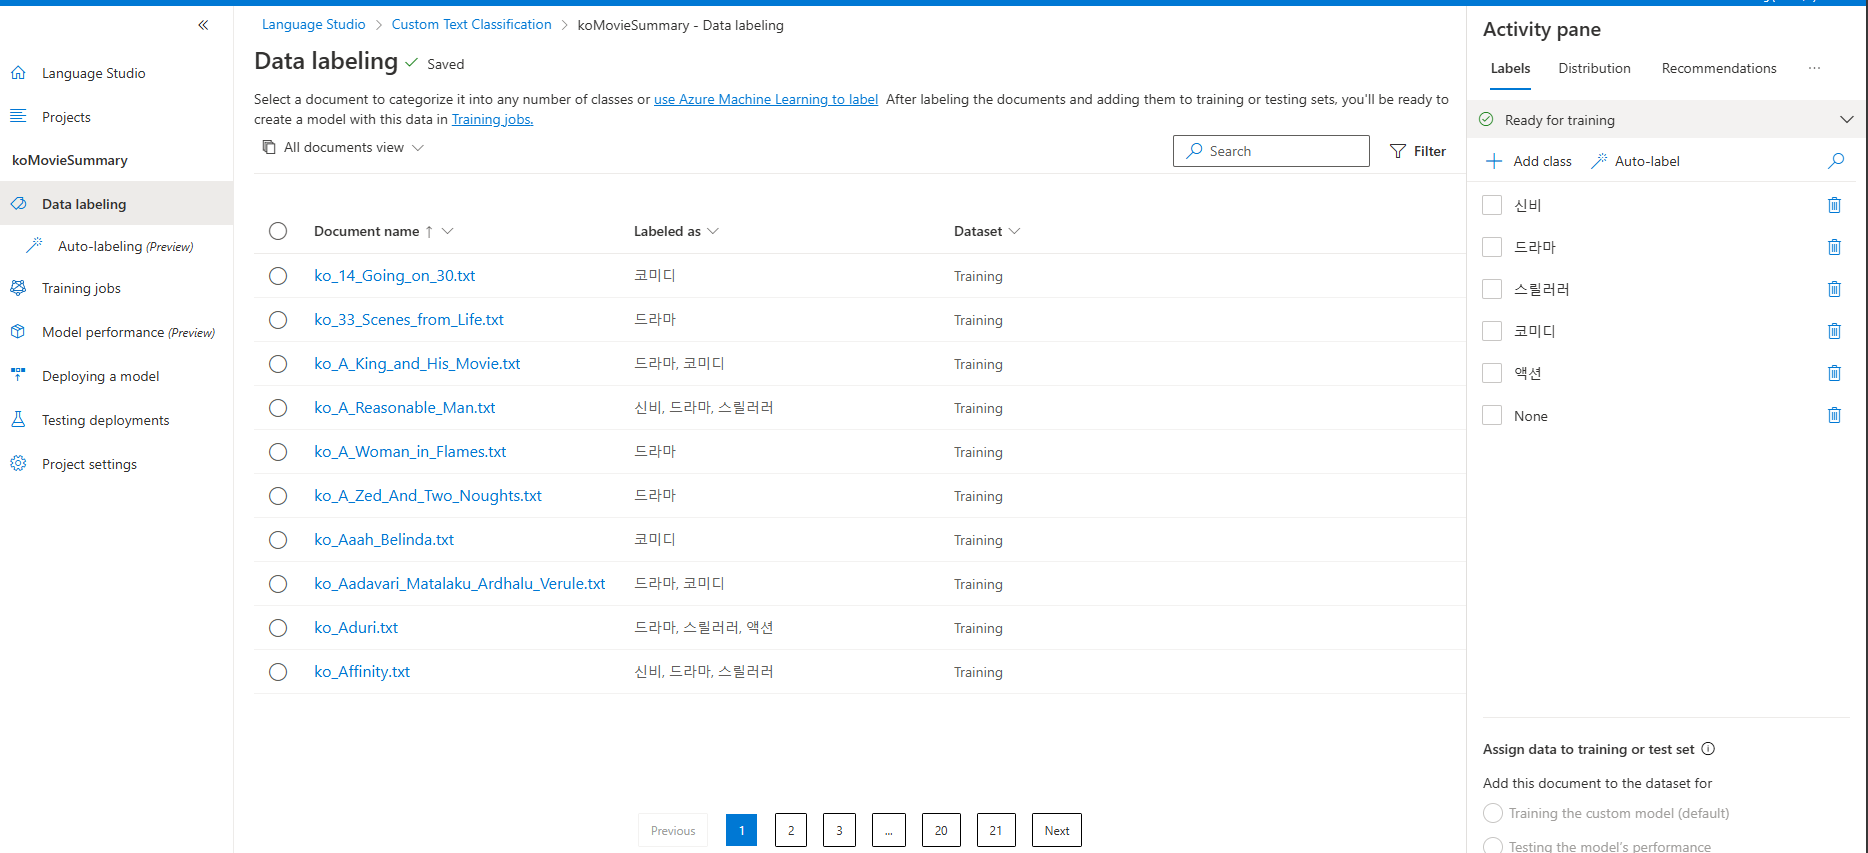 Language Studio
Projects
koMovieSummary
Data labeling
Auto-labeling (Preview)
Training jobs
Model performance (Preview)
Deploying a model
Testing deployments
Project settings
Language Studio > Custom Text Classification > koMovieSummary - Data labeling
Data labeling Saved
Select a document to categorize it into any number of classes or use Azure Machine Learning to label After labeling the documents and adding them to training or testing sets, you'll be ready to
create a model with this data in Training jobs.
All documents view
Search Filter
Document name ↑ Labeled as Dataset
ko_14_Going_on_30.txt 코미디 Training
ko_33_Scenes_from_Life.txt 드라마 Training
ko_A_King_and_His_Movie.txt 드라마, 코미디 Training
ko_A_Reasonable_Man.txt 신비, 드라마, 스릴러러 Training
ko_A_Woman_in_Flames.txt 드라마 Training
ko_A_Zed_And_Two_Noughts.txt 드라마 Training
ko_Aaah_Belinda.txt 코미디 Training
ko_Aadavari_Matalaku_Ardhalu_Verule.txt 드라마, 코미디 Training
ko_Aduri.txt 드라마, 스릴러러, 액션 Training
ko_Affinity.txt 신비, 드라마, 스릴러러 Training
Previous 1 2 3 ... 20 21 Next
Activity pane
Labels Distribution Recommendations ...
Ready for training
Add class Auto-label
신비
드라마
스릴러러
코미디
액션
None
Assign data to training or test set
Add this document to the dataset for
Training the custom model (default)
Testing the model's performance